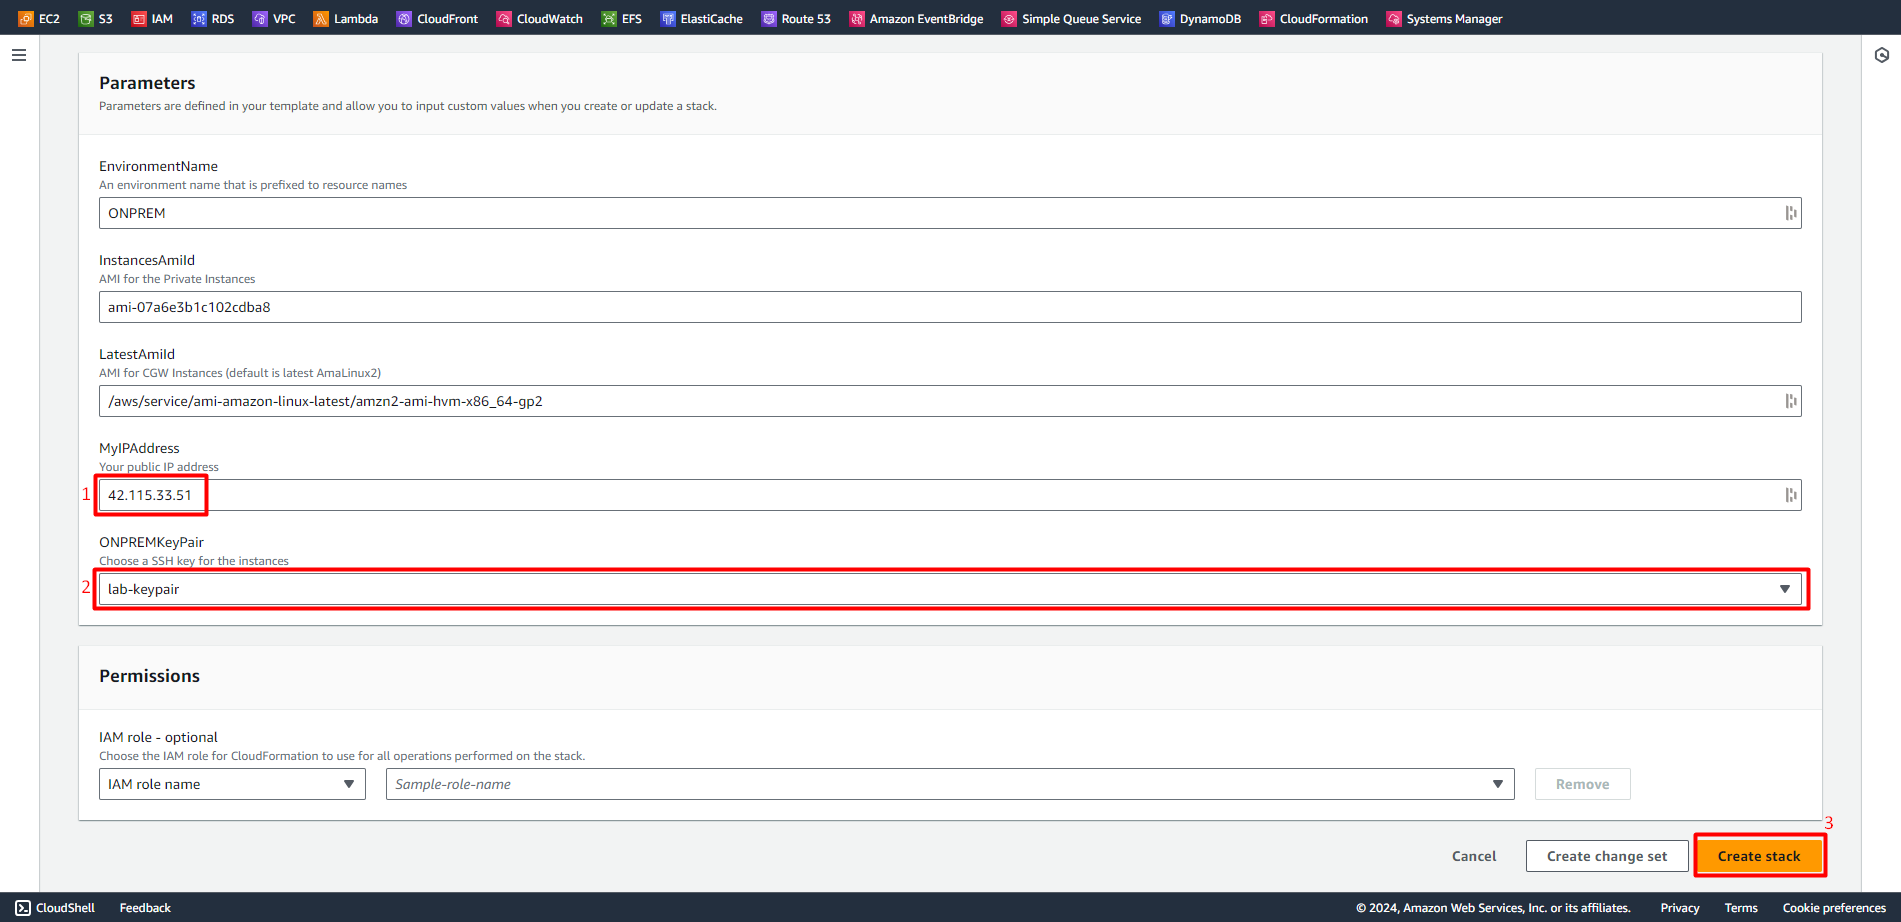 EC2 S3 IAM RDS VPC Lambda CloudFront CloudWatch EFS ElastiCache Route 53 Amazon EventBridge Simple Queue Service DynamoDB CloudFormation Systems Manager
Parameters
Parameters are defined in your template and allow you to input custom values when you create or update a stack.
EnvironmentName
An environment name that is prefixed to resource names
ONPREM
InstancesAmiId
AMI for the Private Instances
ami-07a6e3b1c102cdba8
LatestAmiId
AMI for CGW Instances (default is latest AmaLinux2)
/aws/service/ami-amazon-linux-latest/amzn2-ami-hvm-x86_64-gp2
MyIPAddress
Your public IP address
1 42.115.33.51
ONPREMKeyPair
Choose a SSH key for the instances
2 lab-keypair
Permissions
IAM role - optional
Choose the IAM role for CloudFormation to use for all operations performed on the stack.
IAM role name Sample-role-name Remove
3
Cancel Create change set Create stack
CloudShell Feedback © 2024, Amazon Web Services, Inc. or its affiliates. Privacy Terms Cookie preferences